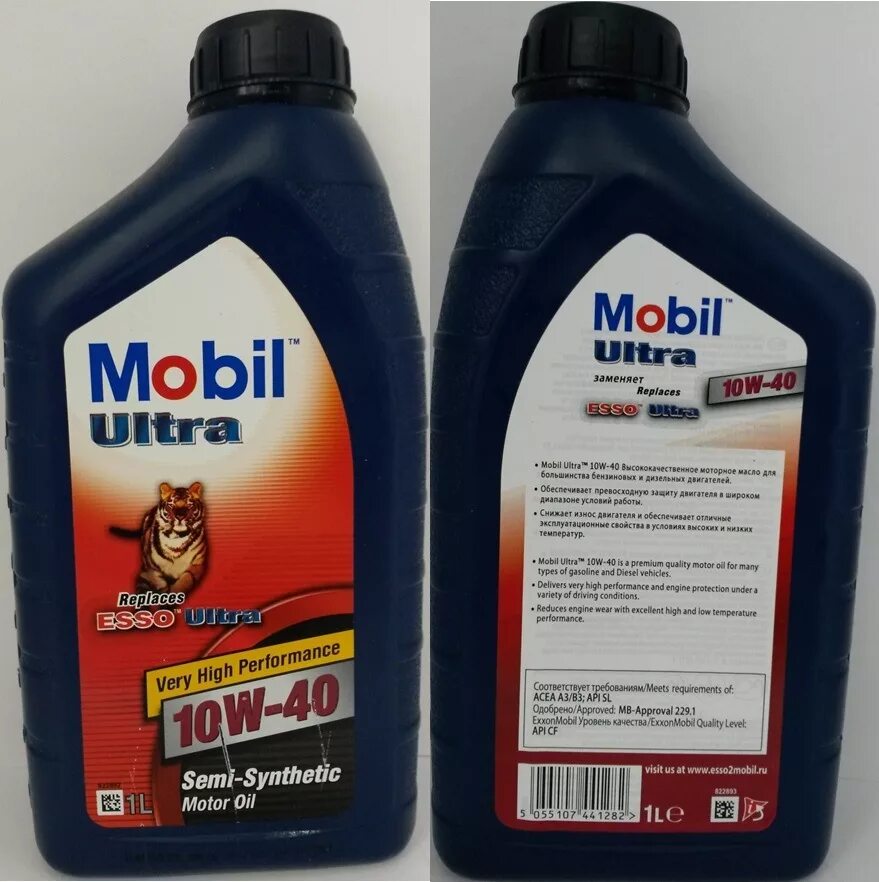 Mobil™
Ultra
Replaces
ESSO™ Ultra
Very High Performance
10W-40
Semi-Synthetic
Motor Oil
1L
Mobil™
Ultra
заменяет
Replaces
10W-40
ESSO™ Ultra
• Mobil Ultra™ 10W-40 Высококачественное моторное масло для
большинства бензиновых и дизельных двигателей.
• Обеспечивает превосходную защиту двигателя в широком
диапазоне условий работы.
• Снижает износ двигателя и обеспечивает отличные
эксплуатационные свойства в условиях высоких и низких
температур.
• Mobil Ultra™ 10W-40 is a premium quality motor oil for many
types of gasoline and Diesel vehicles.
• Delivers very high performance and engine protection under a
variety of driving conditions.
• Reduces engine wear with excellent high and low temperature
performance.
Соответствует требованиям/Meets requirements of:
ACEA A3/B3; API SL
Одобрено/Approved: MB-Approval 229.1
ExxonMobil Уровень качества/ExxonMobil Quality Level:
API CF
visit us at www.esso2mobil.ru
822893
5 055107 441282 >
1L e